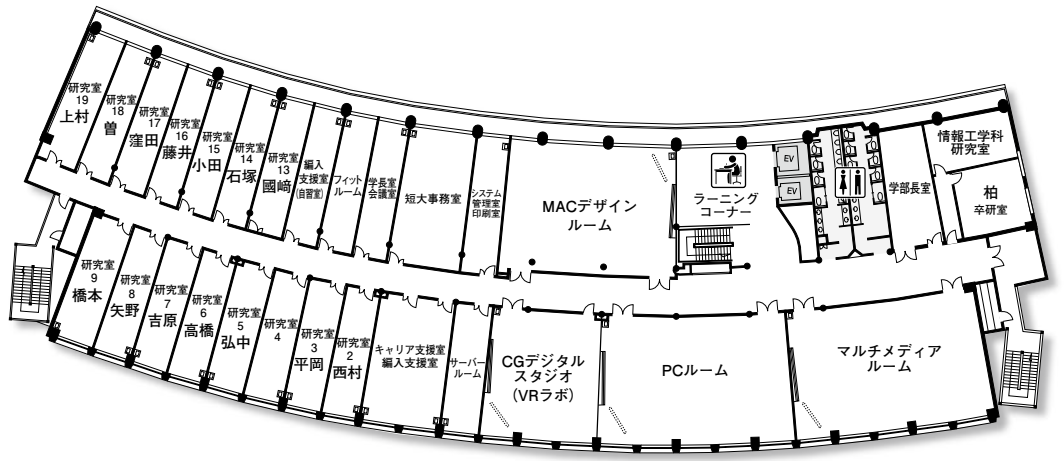 研究室
19
上村
研究室
18
曽
研究室
17
窪田
研究室
16
藤井
研究室
15
小田
研究室
14
石塚
研究室
13
國﨑
編入
支援室
(自習室)
フィット
ルーム
学長室
会議室
短大事務室
システム
管理室
印刷室
MACデザイン
ルーム
ラーニング
コーナー
EV
EV
学部長室
情報工学科
研究室
柏
卒研室
研究室
9
橋本
研究室
8
矢野
研究室
7
吉原
研究室
6
高橋
研究室
5
弘中
研究室
4
研究室
3
平岡
研究室
2
西村
キャリア支援室
編入支援室
サーバー
ルーム
CGデジタル
スタジオ
(VRラボ)
PCルーム
マルチメディア
ルーム